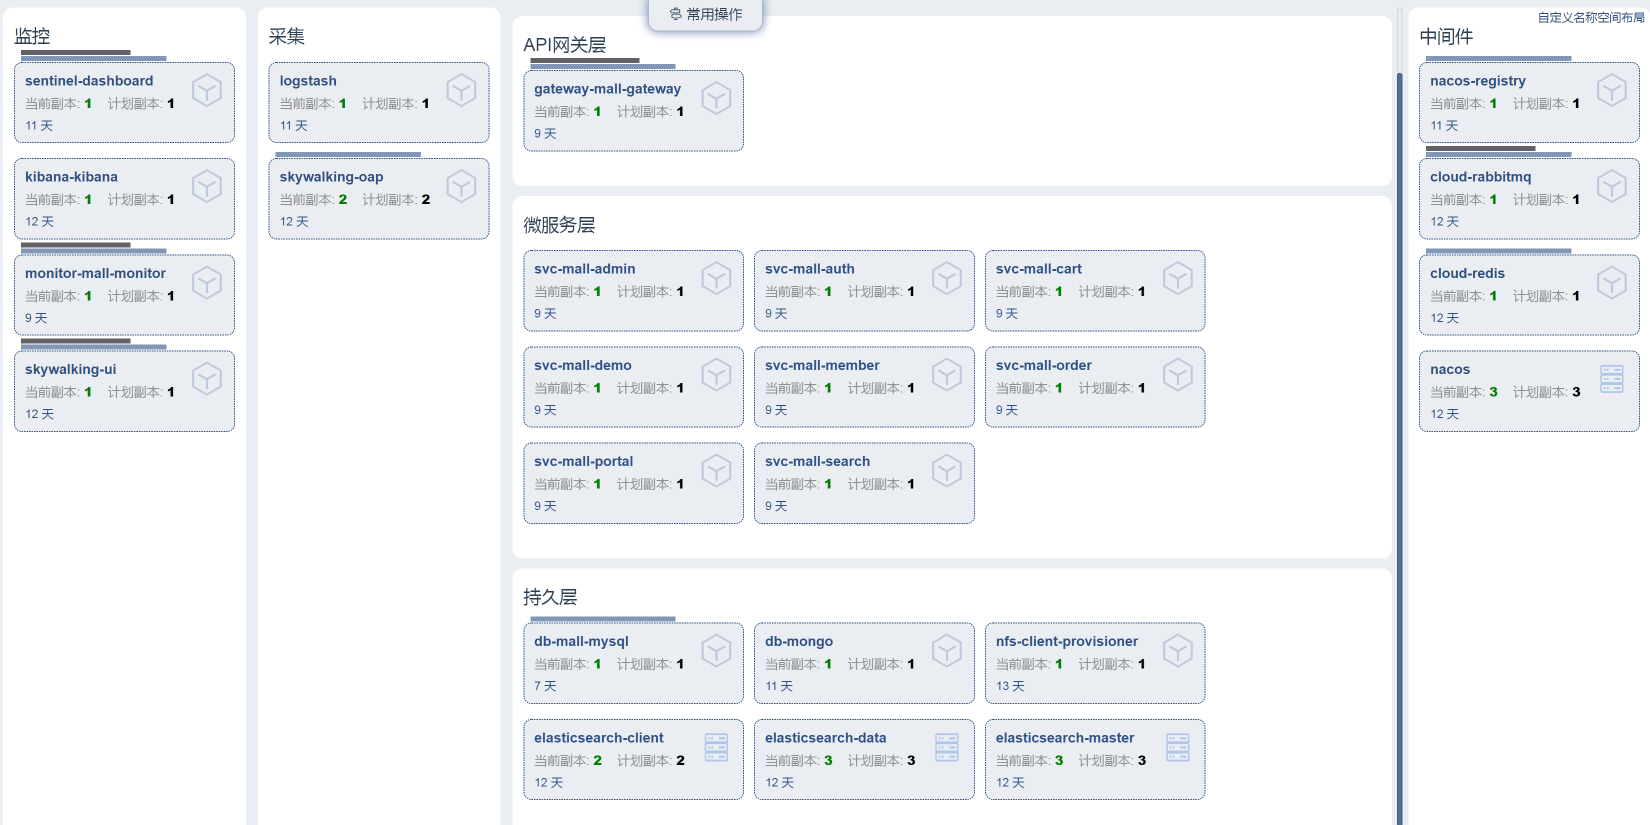 监控
sentinel-dashboard
当前副本: 1 计划副本: 1
11 天
kibana-kibana
当前副本: 1 计划副本: 1
12 天
monitor-mall-monitor
当前副本: 1 计划副本: 1
9 天
skywalking-ui
当前副本: 1 计划副本: 1
12 天
采集
logstash
当前副本: 1 计划副本: 1
11 天
skywalking-oap
当前副本: 2 计划副本: 2
12 天
常用操作
API网关层
gateway-mall-gateway
当前副本: 1 计划副本: 1
9 天
微服务层
svc-mall-admin
当前副本: 1 计划副本: 1
9 天
svc-mall-auth
当前副本: 1 计划副本: 1
9 天
svc-mall-cart
当前副本: 1 计划副本: 1
9 天
svc-mall-demo
当前副本: 1 计划副本: 1
9 天
svc-mall-member
当前副本: 1 计划副本: 1
9 天
svc-mall-order
当前副本: 1 计划副本: 1
9 天
svc-mall-portal
当前副本: 1 计划副本: 1
9 天
svc-mall-search
当前副本: 1 计划副本: 1
9 天
持久层
db-mall-mysql
当前副本: 1 计划副本: 1
7 天
db-mongo
当前副本: 1 计划副本: 1
11 天
nfs-client-provisioner
当前副本: 1 计划副本: 1
13 天
elasticsearch-client
当前副本: 2 计划副本: 2
12 天
elasticsearch-data
当前副本: 3 计划副本: 3
12 天
elasticsearch-master
当前副本: 3 计划副本: 3
12 天
自定义名称空间布局
中间件
nacos-registry
当前副本: 1 计划副本: 1
11 天
cloud-rabbitmq
当前副本: 1 计划副本: 1
12 天
cloud-redis
当前副本: 1 计划副本: 1
12 天
nacos
当前副本: 3 计划副本: 3
12 天